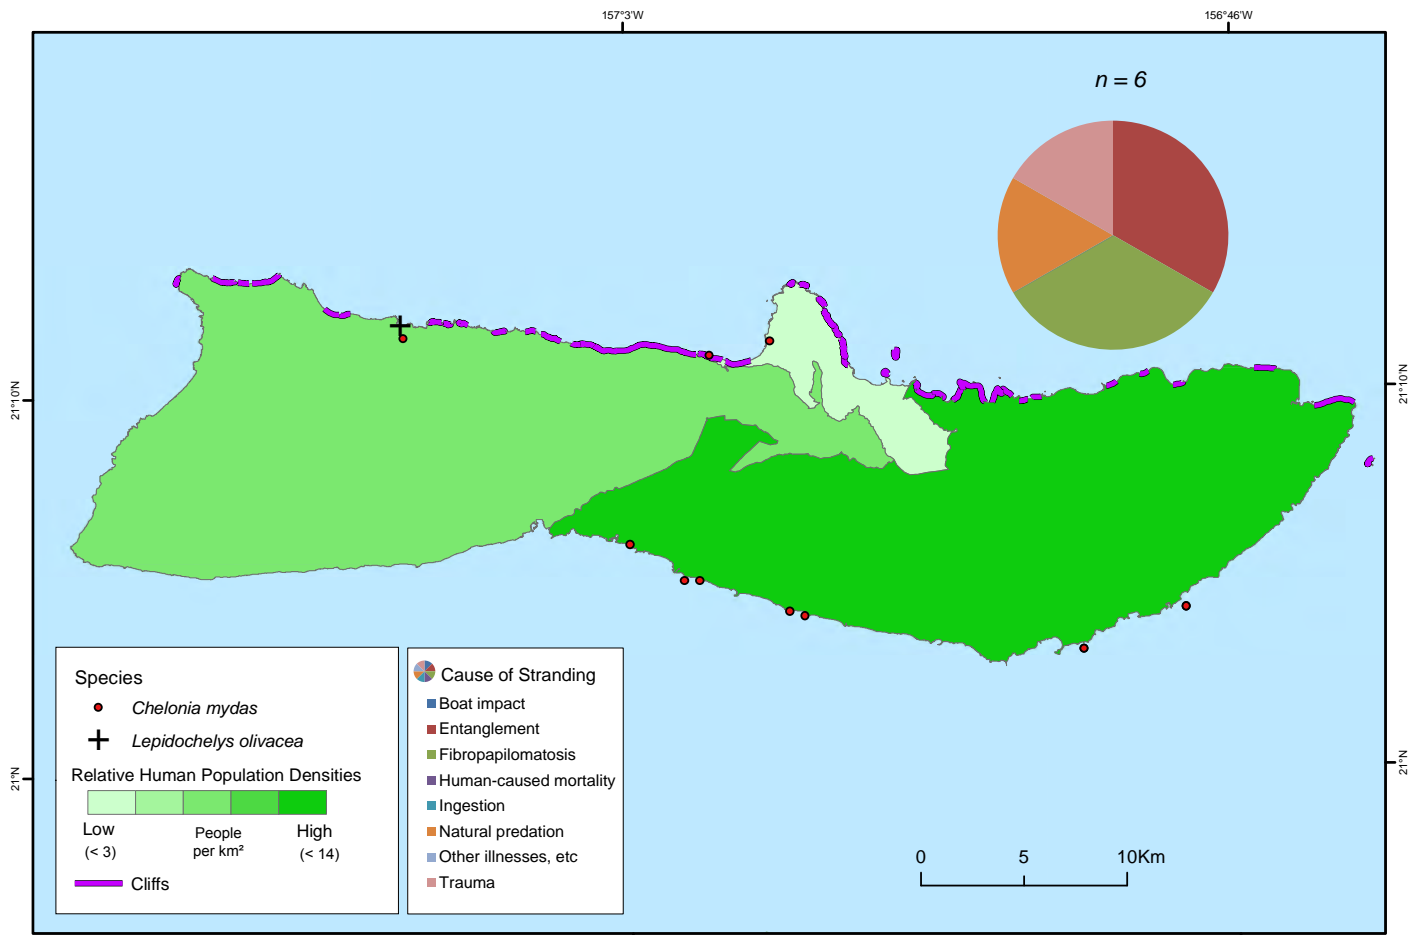 157°3'W
156°46'W
n = 6
21°10'N
21°10'N
21°N
21°N
Species
Chelonia mydas
Lepidochelys olivacea
Relative Human Population Densities
Low
People
High
(< 3)
per km²
(< 14)
Cliffs
Cause of Stranding
Boat impact
Entanglement
Fibropapilomatosis
Human-caused mortality
Ingestion
Natural predation
Other illnesses, etc
Trauma
0 5 10Km